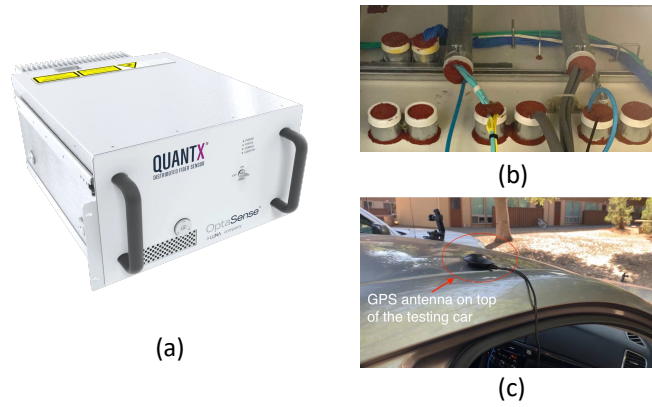 QUANTX
DISTRIBUTED FIBER SENSOR
OptaSense
a LUNA company
(a)
(b)
GPS antenna on top
of the testing car
(c)